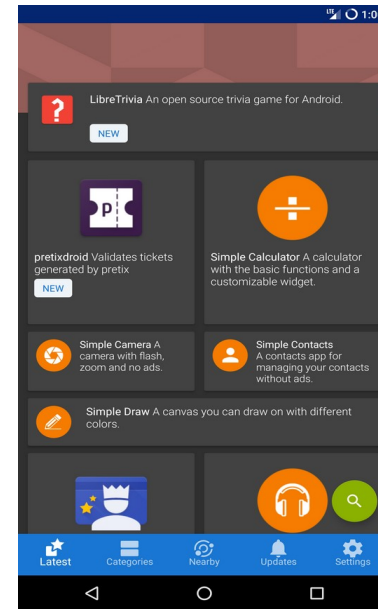 LTE 1:0
LibreTrivia An open source trivia game for Android.
?
NEW
p
pretixdroid Validates tickets
generated by pretix
NEW
Simple Calculator A calculator
with the basic functions and a
customizable widget.
Simple Camera A
camera with flash,
zoom and no ads.
Simple Contacts
A contacts app for
managing your contacts
without ads.
Simple Draw A canvas you can draw on with different
colors.
Latest
Categories
Nearby
Updates
Settings